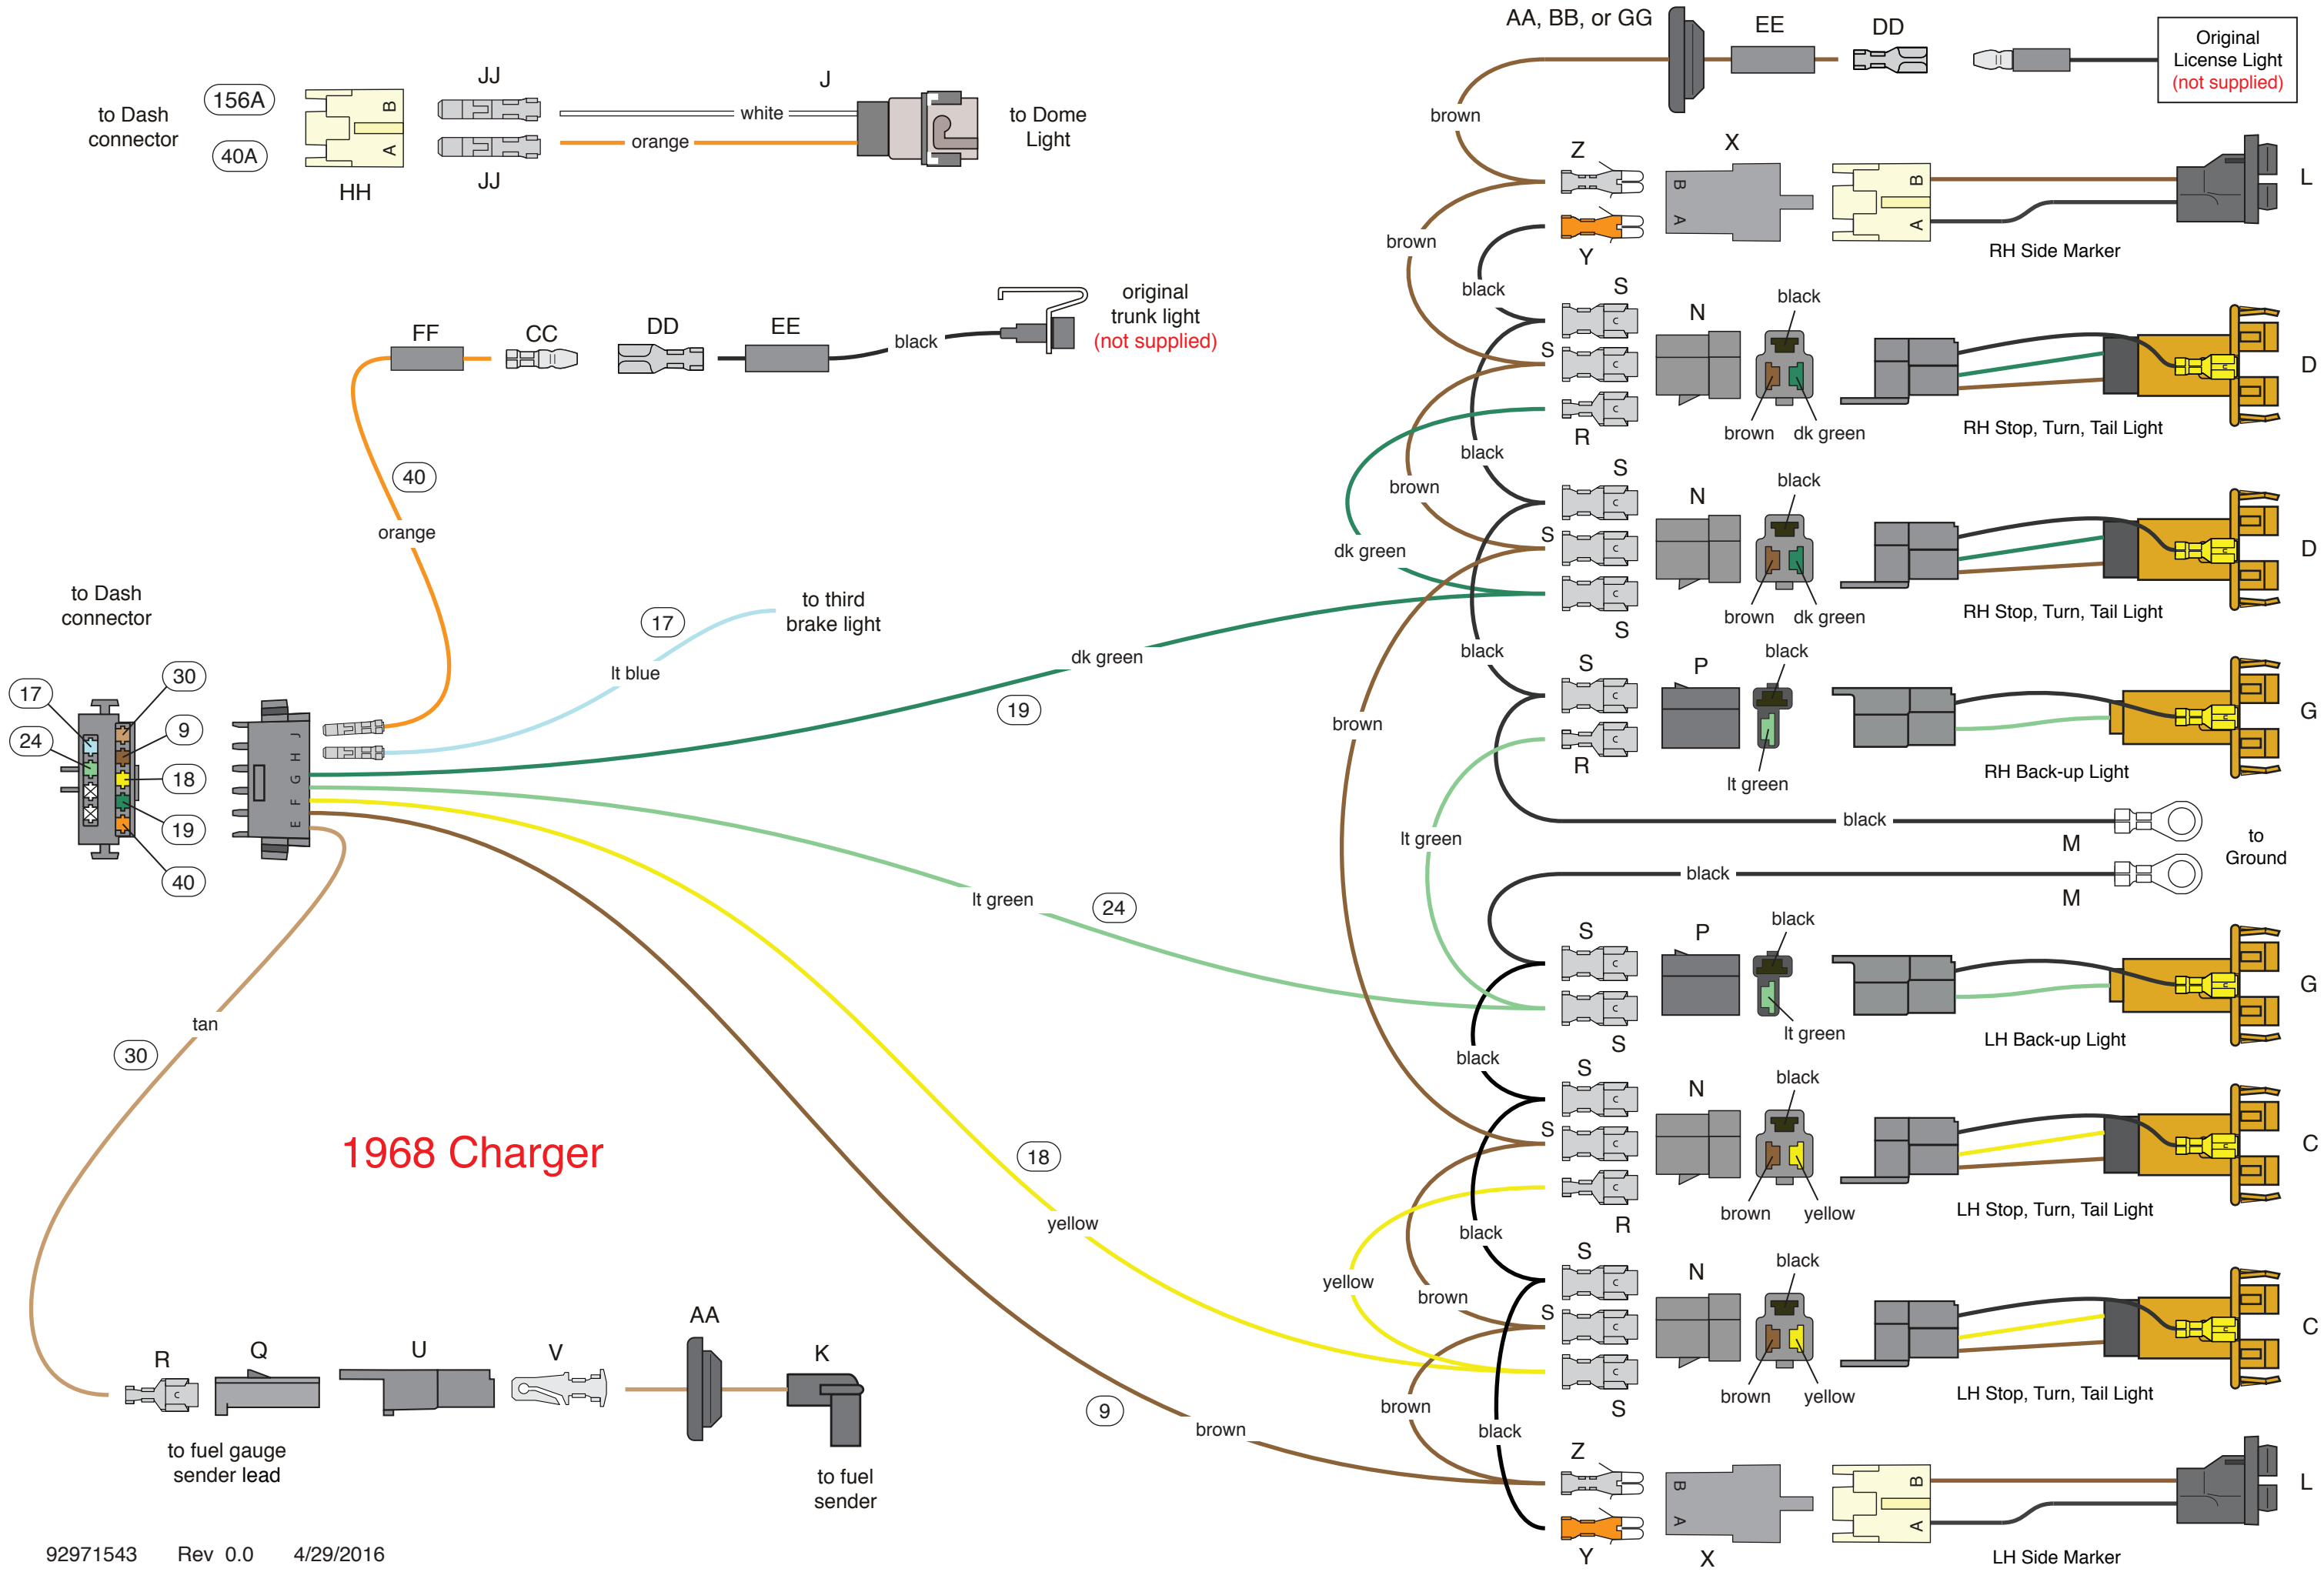 AA, BB, or GG
EE
DD
Original
License Light
(not supplied)
JJ
J
156A
to Dash
connector
B
white
to Dome
Light
40A
A
orange
HH
JJ
brown
Z
X
B
A
B
A
L
Y
brown
black
RH Side Marker
original
trunk light
(not supplied)
FF
CC
DD
EE
black
S
C
N
black
S
C
D
C
R
brown
dk green
RH Stop, Turn, Tail Light
black
brown
40
orange
S
C
N
black
S
C
D
dk green
C
S
brown
dk green
RH Stop, Turn, Tail Light
to Dash
connector
17
to third
brake light
lt blue
dk green
19
black
S
C
P
black
G
C
R
lt green
RH Back-up Light
brown
30
17
9
24
18
19
40
J
H
G
F
E
black
M
to
Ground
lt green
black
M
lt green
24
S
C
P
black
G
C
S
lt green
LH Back-up Light
black
tan
30
S
C
N
black
S
C
C
C
R
brown
yellow
LH Stop, Turn, Tail Light
1968 Charger
18
yellow
black
yellow
brown
S
C
N
black
S
C
C
C
S
brown
yellow
LH Stop, Turn, Tail Light
brown
9
brown
black
R
C
Q
U
V
AA
K
to fuel gauge
sender lead
to fuel
sender
Z
B
A
B
A
L
Y
X
LH Side Marker
92971543 Rev 0.0 4/29/2016